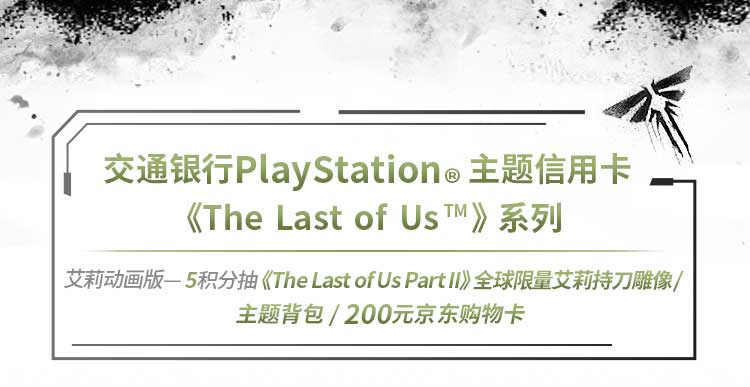 交通银行PlayStation® 主题信用卡
《The Last of Us™》系列
艾莉动画版— 5积分抽《The Last of Us Part II》全球限量艾莉持刀雕像/
主题背包 / 200元京东购物卡